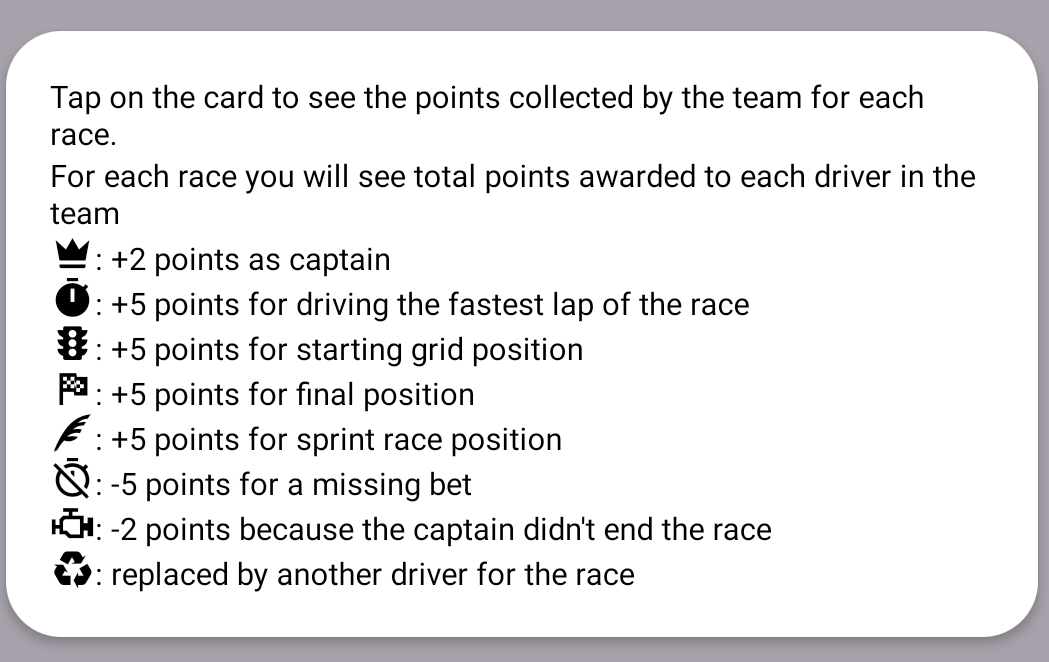 Tap on the card to see the points collected by the team for each
race.
For each race you will see total points awarded to each driver in the
team
: +2 points as captain
: +5 points for driving the fastest lap of the race
: +5 points for starting grid position
: +5 points for final position
: +5 points for sprint race position
: -5 points for a missing bet
: -2 points because the captain didn't end the race
: replaced by another driver for the race